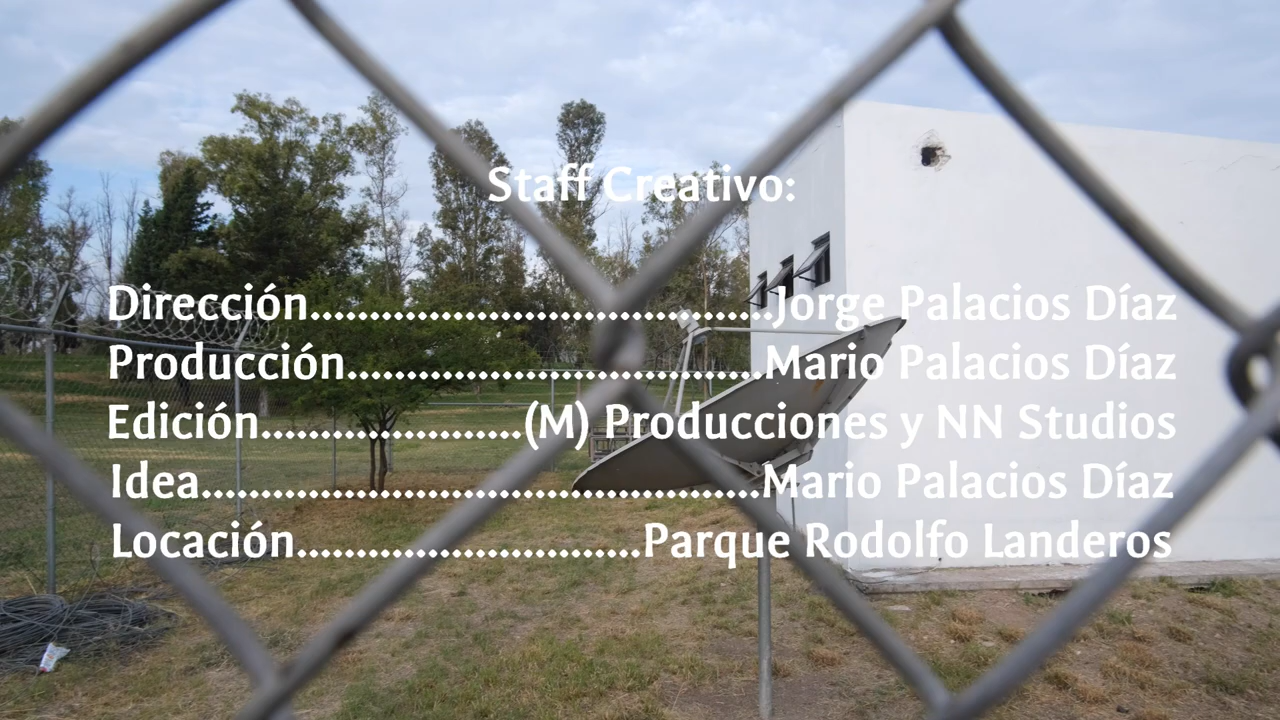 Staff Creativo:
Dirección......................................Jorge Palacios Díaz
Producción..................................Mario Palacios Díaz
Edición......................(M) Producciones y NN Studios
Idea..............................................Mario Palacios Díaz
Locación............................Parque Rodolfo Landeros